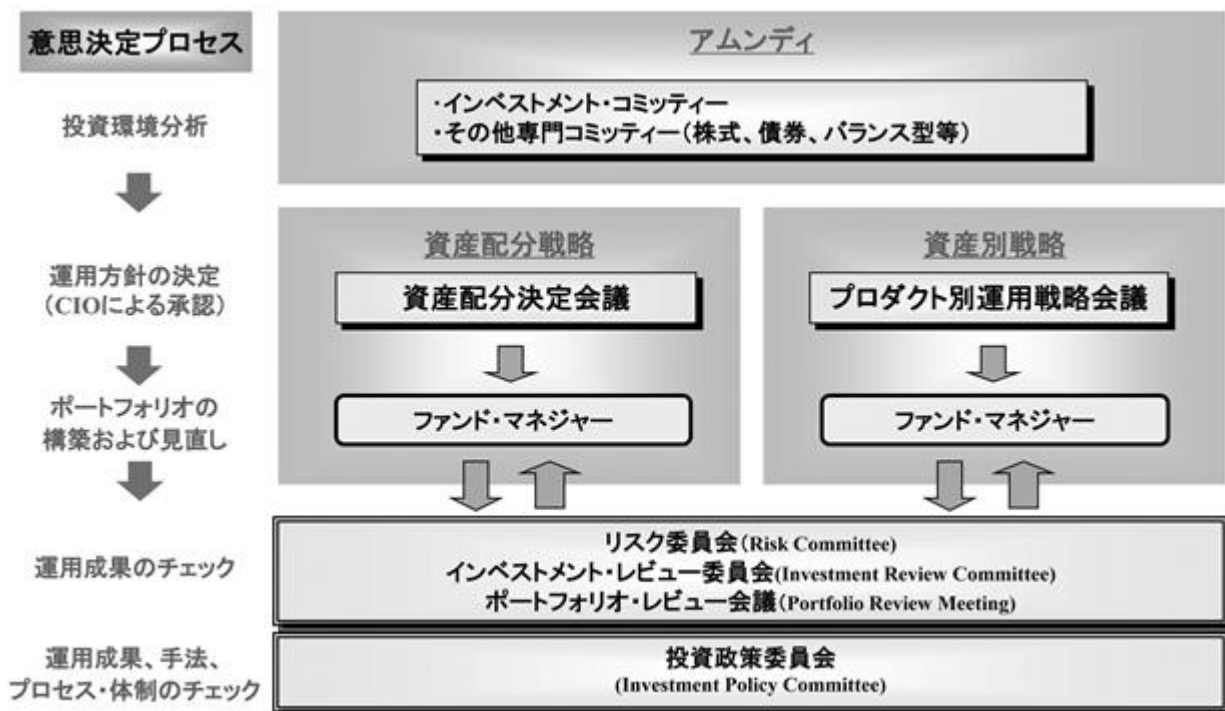 意思決定プロセス
アムンディ
・インベストメント・コミッティー
・その他専門コミッティー(株式、債券、バランス型等)
投資環境分析
資産配分戦略
資産別戦略
運用方針の決定
(CIOによる承認)
資産配分決定会議
プロダクト別運用戦略会議
ポートフォリオの
構築および見直し
ファンド・マネジャー
ファンド・マネジャー
運用成果のチェック
リスク委員会(Risk Committee)
インベストメント・レビュー委員会(Investment Review Committee)
ポートフォリオ・レビュー会議(Portfolio Review Meeting)
運用成果、手法、
プロセス・体制のチェック
投資政策委員会
(Investment Policy Committee)